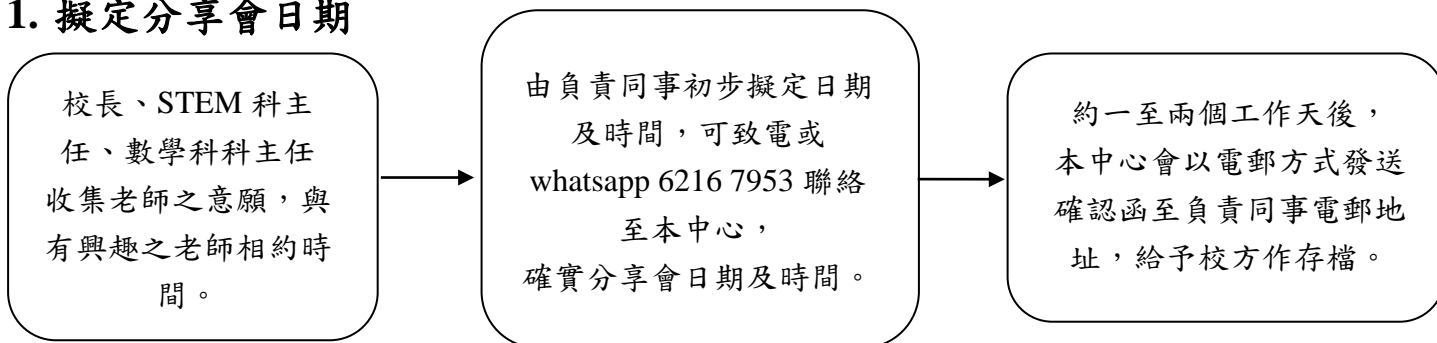 1. 擬定分享會日期
校長、STEM 科主
任、數學科科主任
收集老師之意願，與
有興趣之老師相約時
間。
由負責同事初步擬定日期
及時間，可致電或
whatsapp 6216 7953 聯絡
至本中心，
確實分享會日期及時間。
約一至兩個工作天後，
本中心會以電郵方式發送
確認函至負責同事電郵地
址，給予校方作存檔。